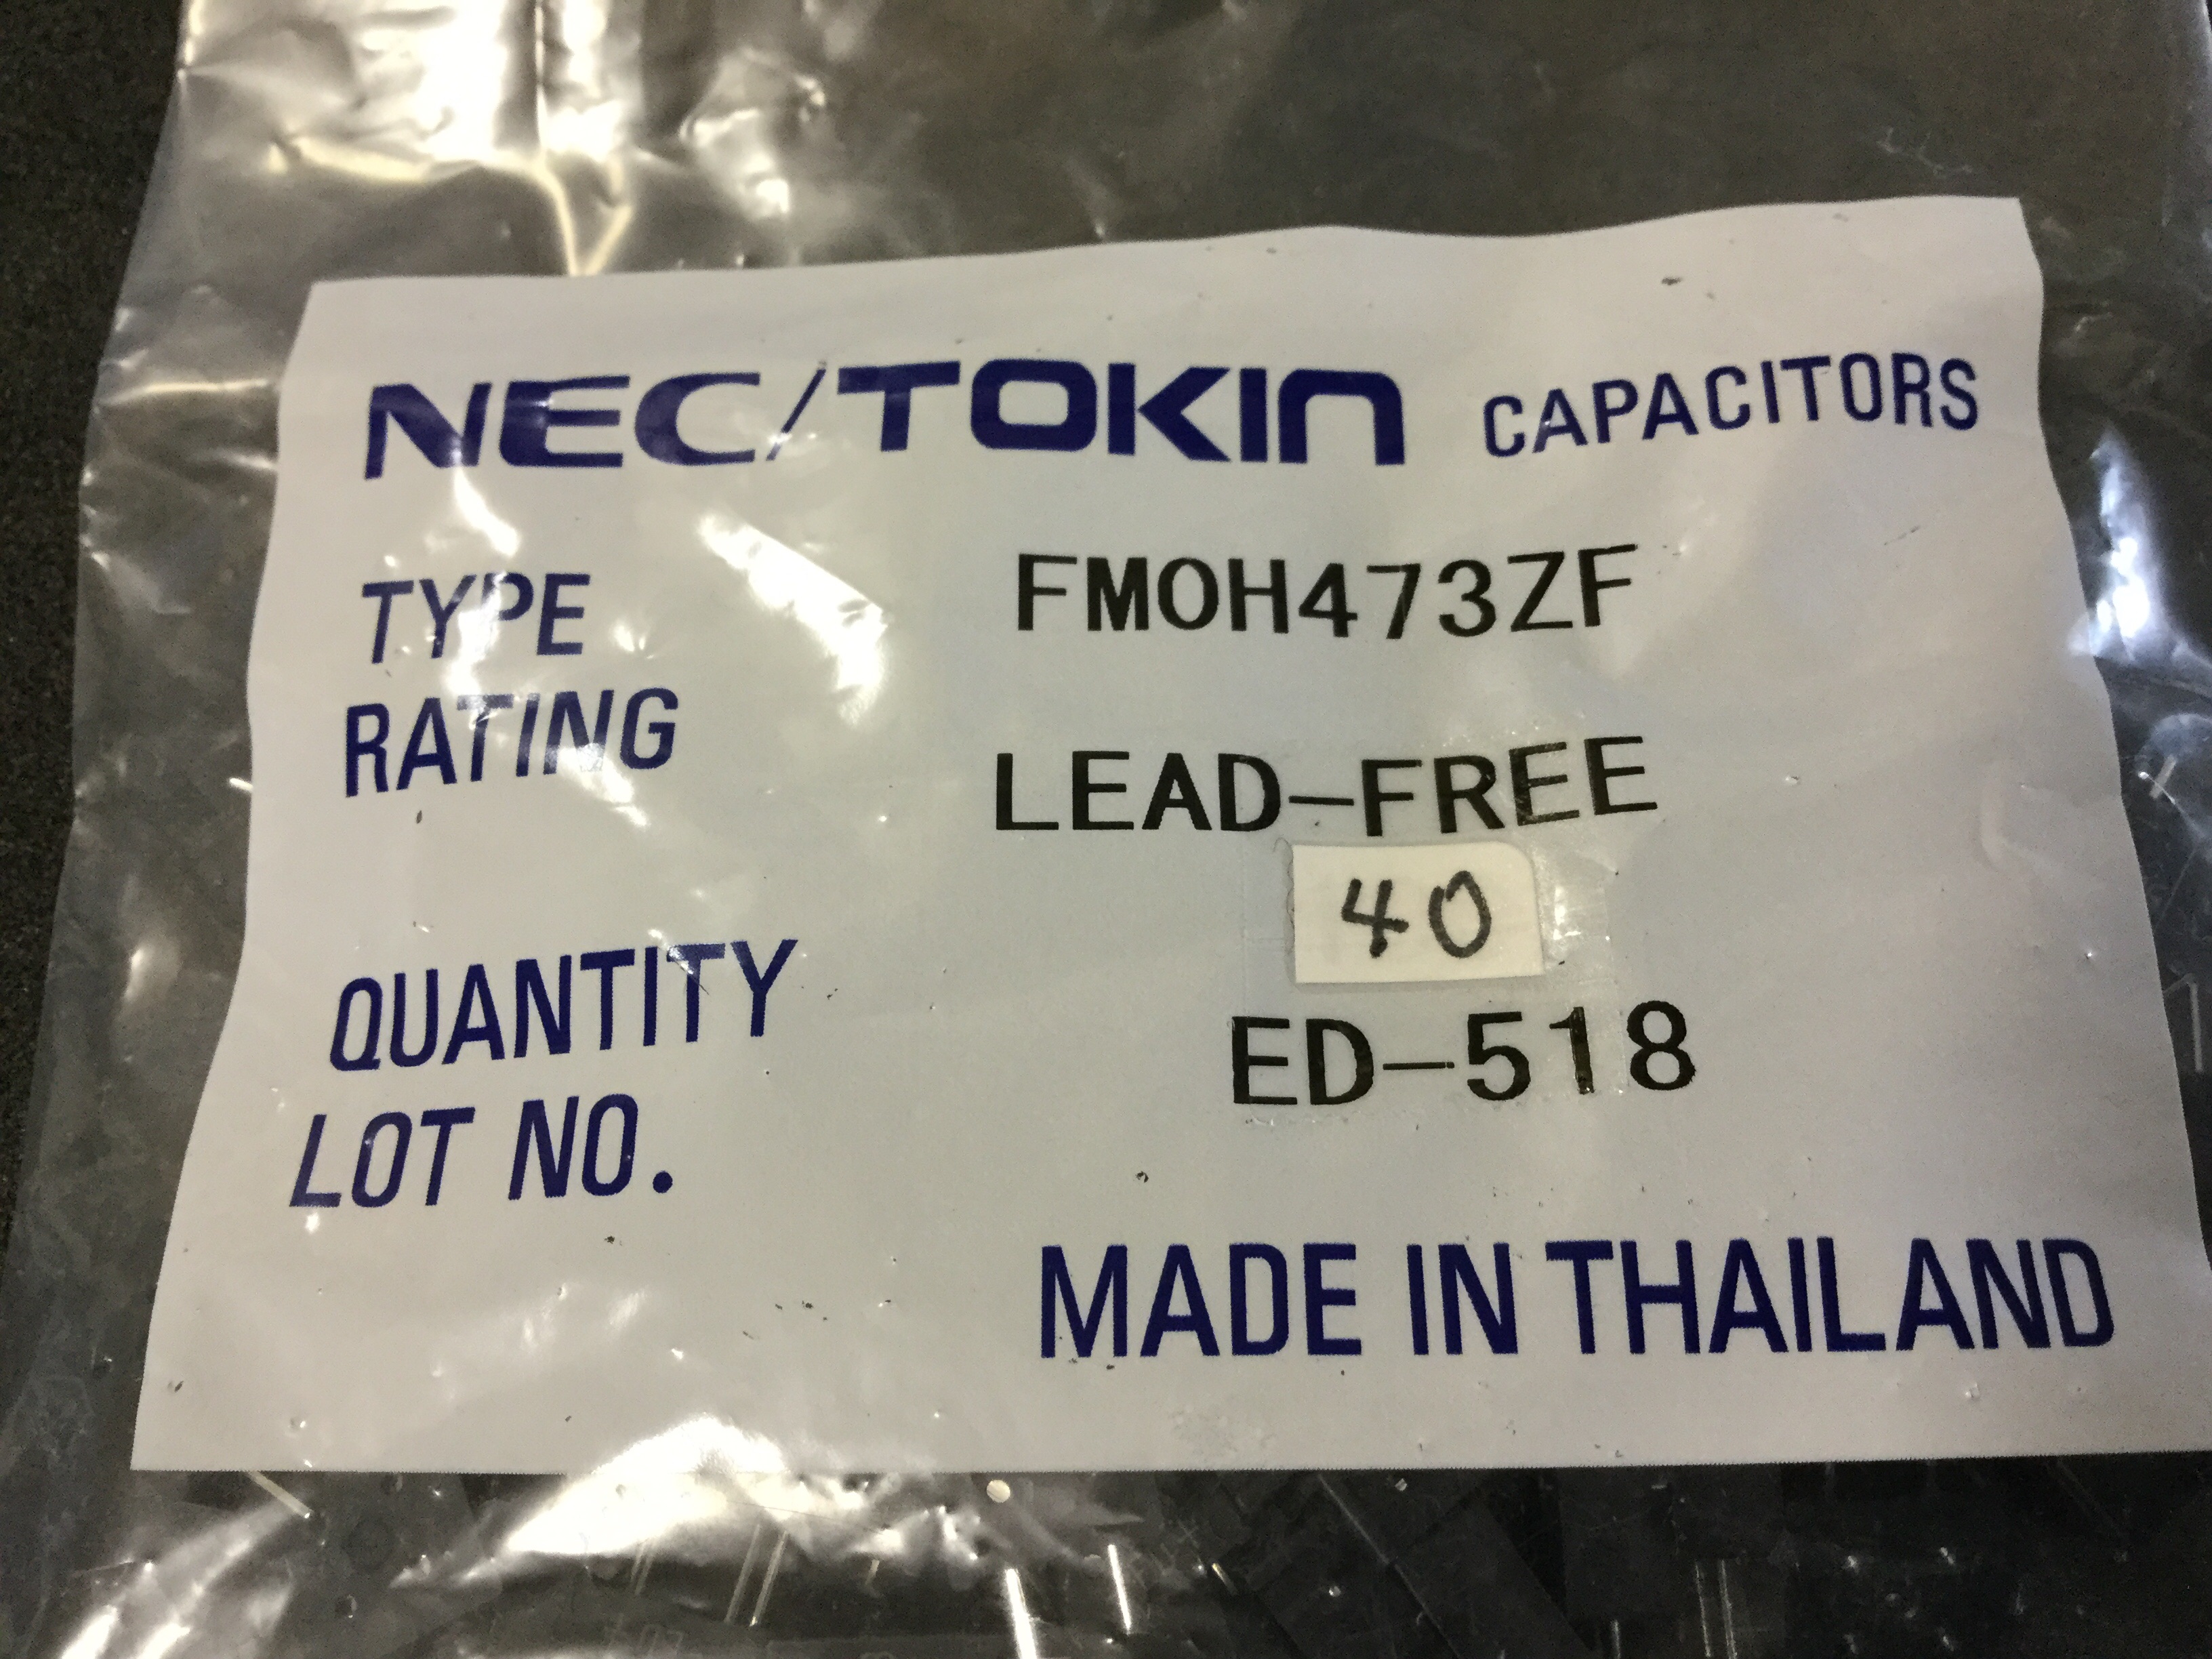 NEC/TOKIN CAPACITORS
TYPE FM0H473ZF
RATING LEAD-FREE
QUANTITY 40
LOT NO. ED-518
MADE IN THAILAND